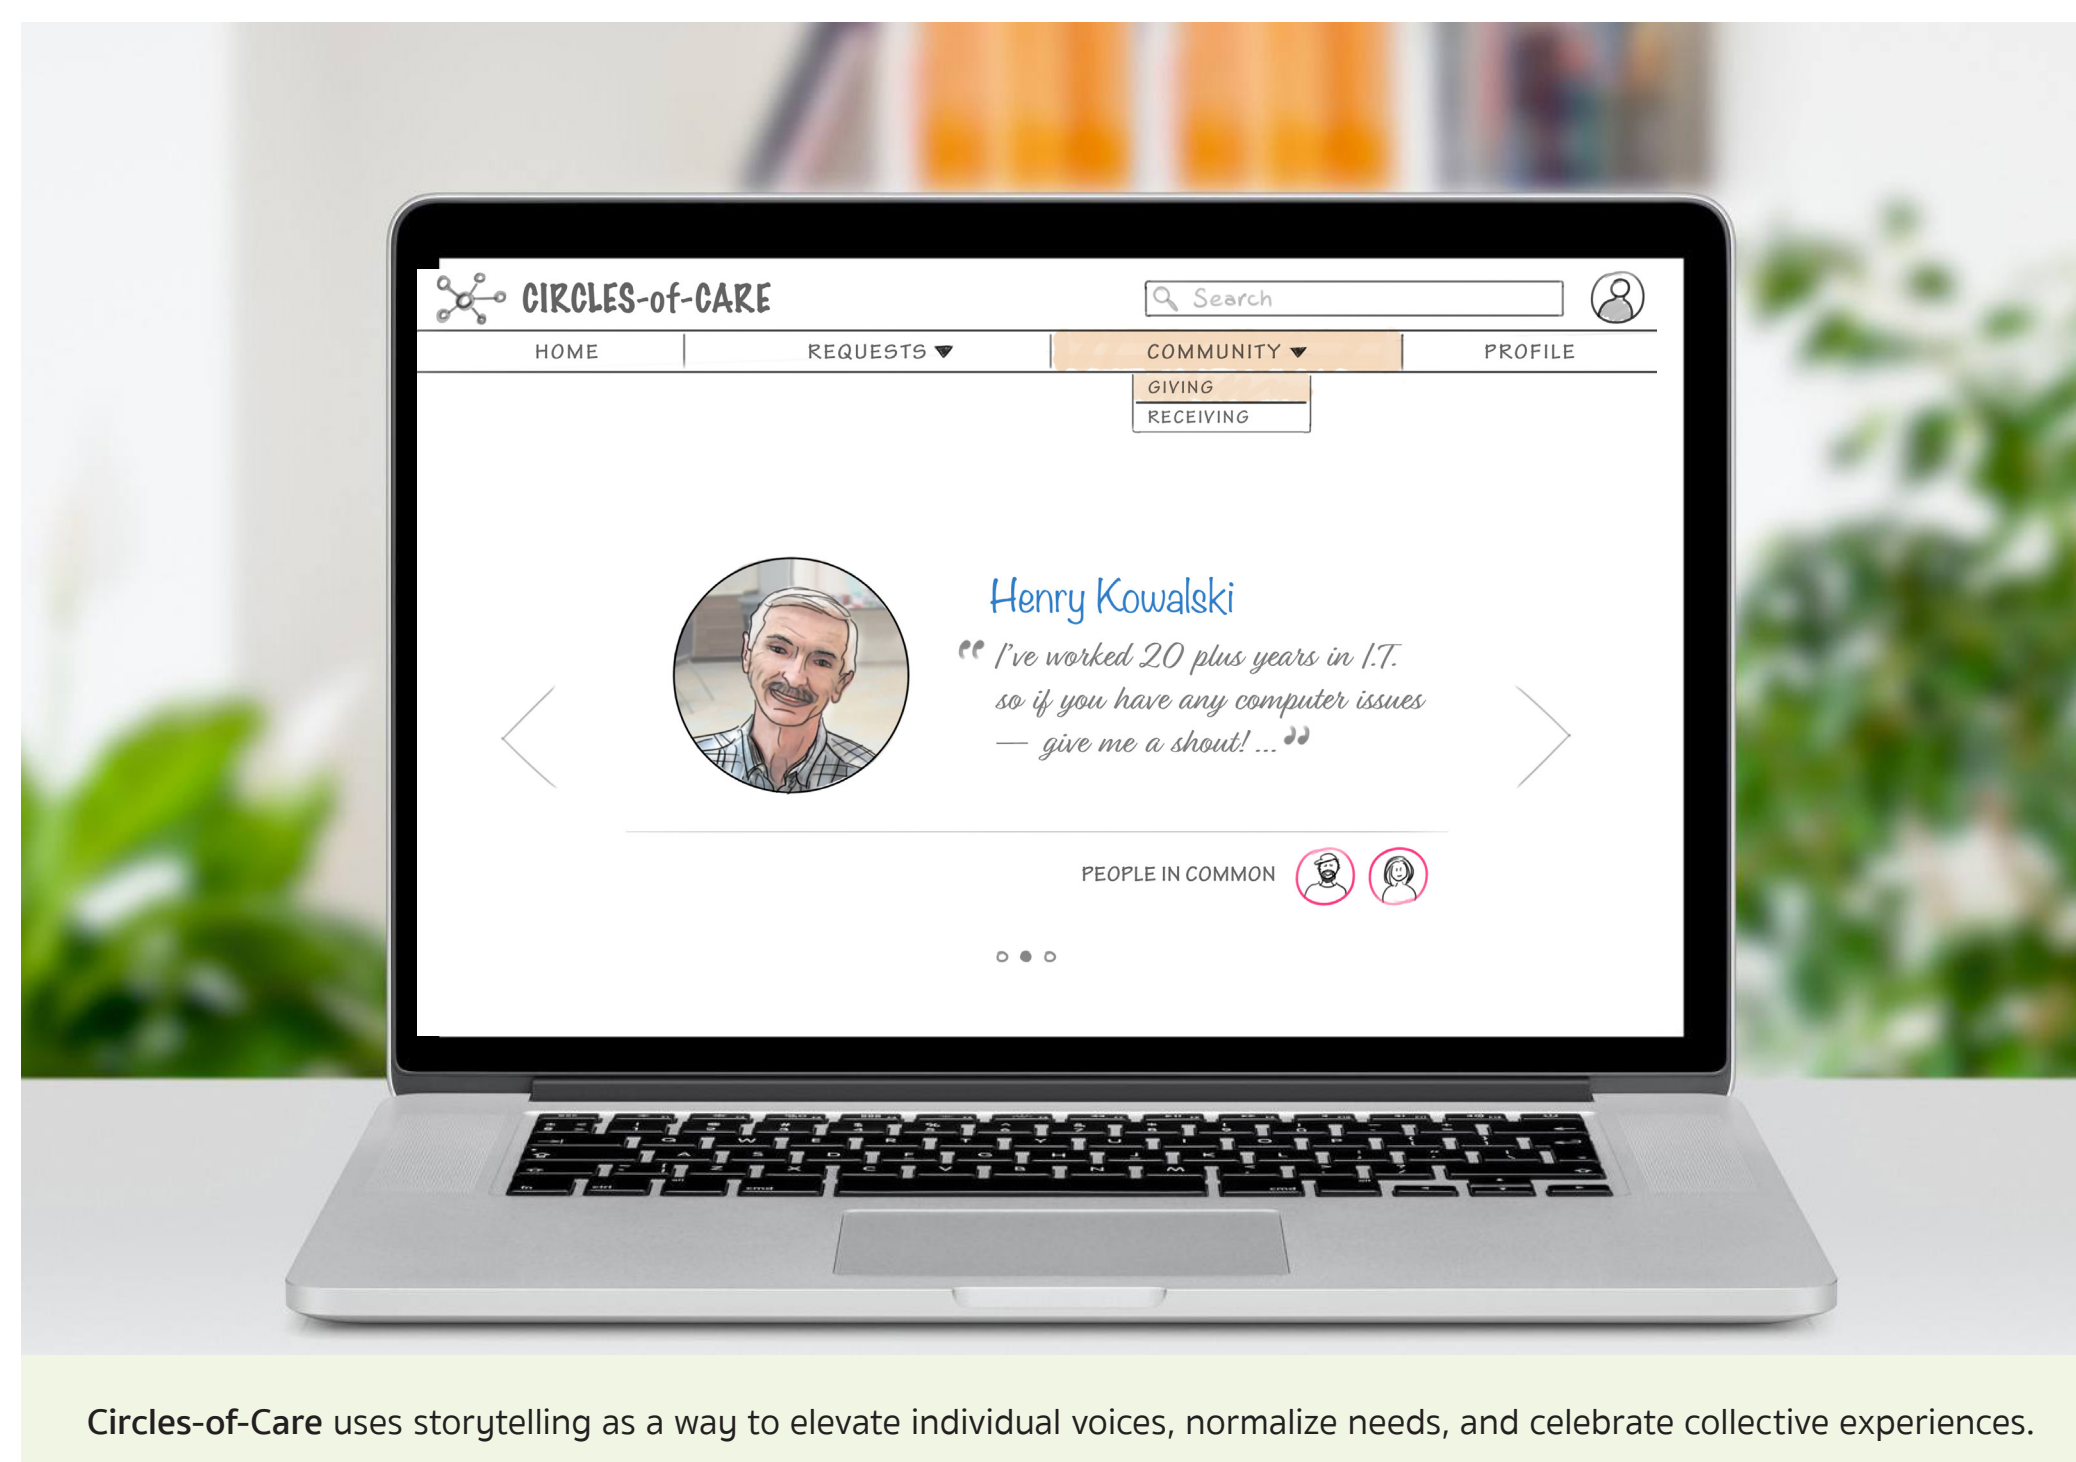 CIRCLES-of-CARE
Search
HOME
REQUESTS
COMMUNITY
PROFILE
GIVING
RECEIVING
Henry Kowalski
“ I've worked 20 plus years in I.T.
so if you have any computer issues
— give me a shout! ... ”
PEOPLE IN COMMON
Circles-of-Care uses storytelling as a way to elevate individual voices, normalize needs, and celebrate collective experiences.